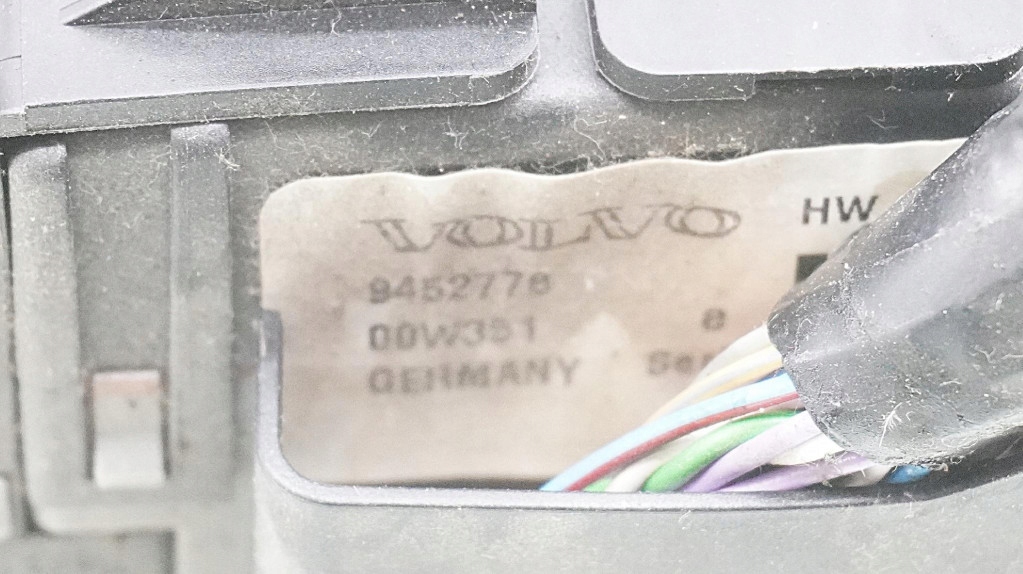 VOLVO
HW
9452778
00W351
GERMANY